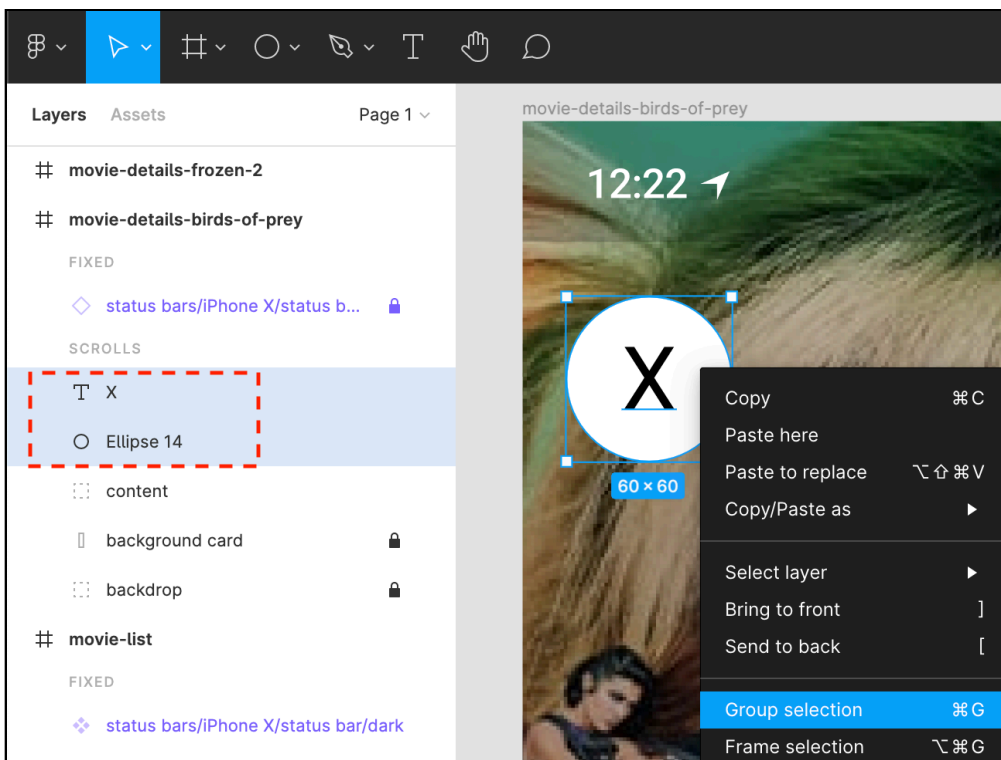 Layers Assets Page 1
movie-details-birds-of-prey
movie-details-frozen-2
12:22
movie-details-birds-of-prey
FIXED
status bars/iPhone X/status b...
SCROLLS
X
X
Ellipse 14
60 × 60
content
background card
backdrop
movie-list
FIXED
status bars/iPhone X/status bar/dark
Copy ⌘C
Paste here
Paste to replace ⌥⇧⌘V
Copy/Paste as
Select layer
Bring to front ]
Send to back [
Group selection ⌘G
Frame selection ⌥⌘G